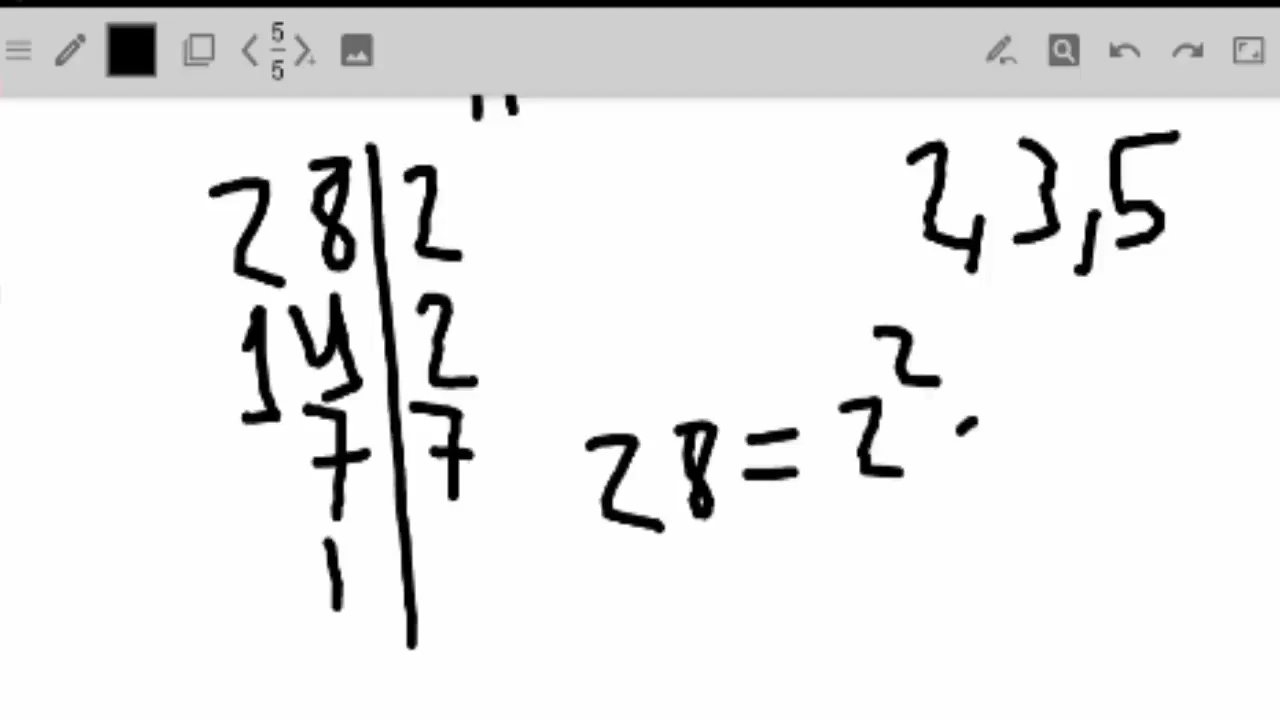 5
5
2,3,5
28 | 2
14 | 2
7 | 7
1 |
28 = 2² ·